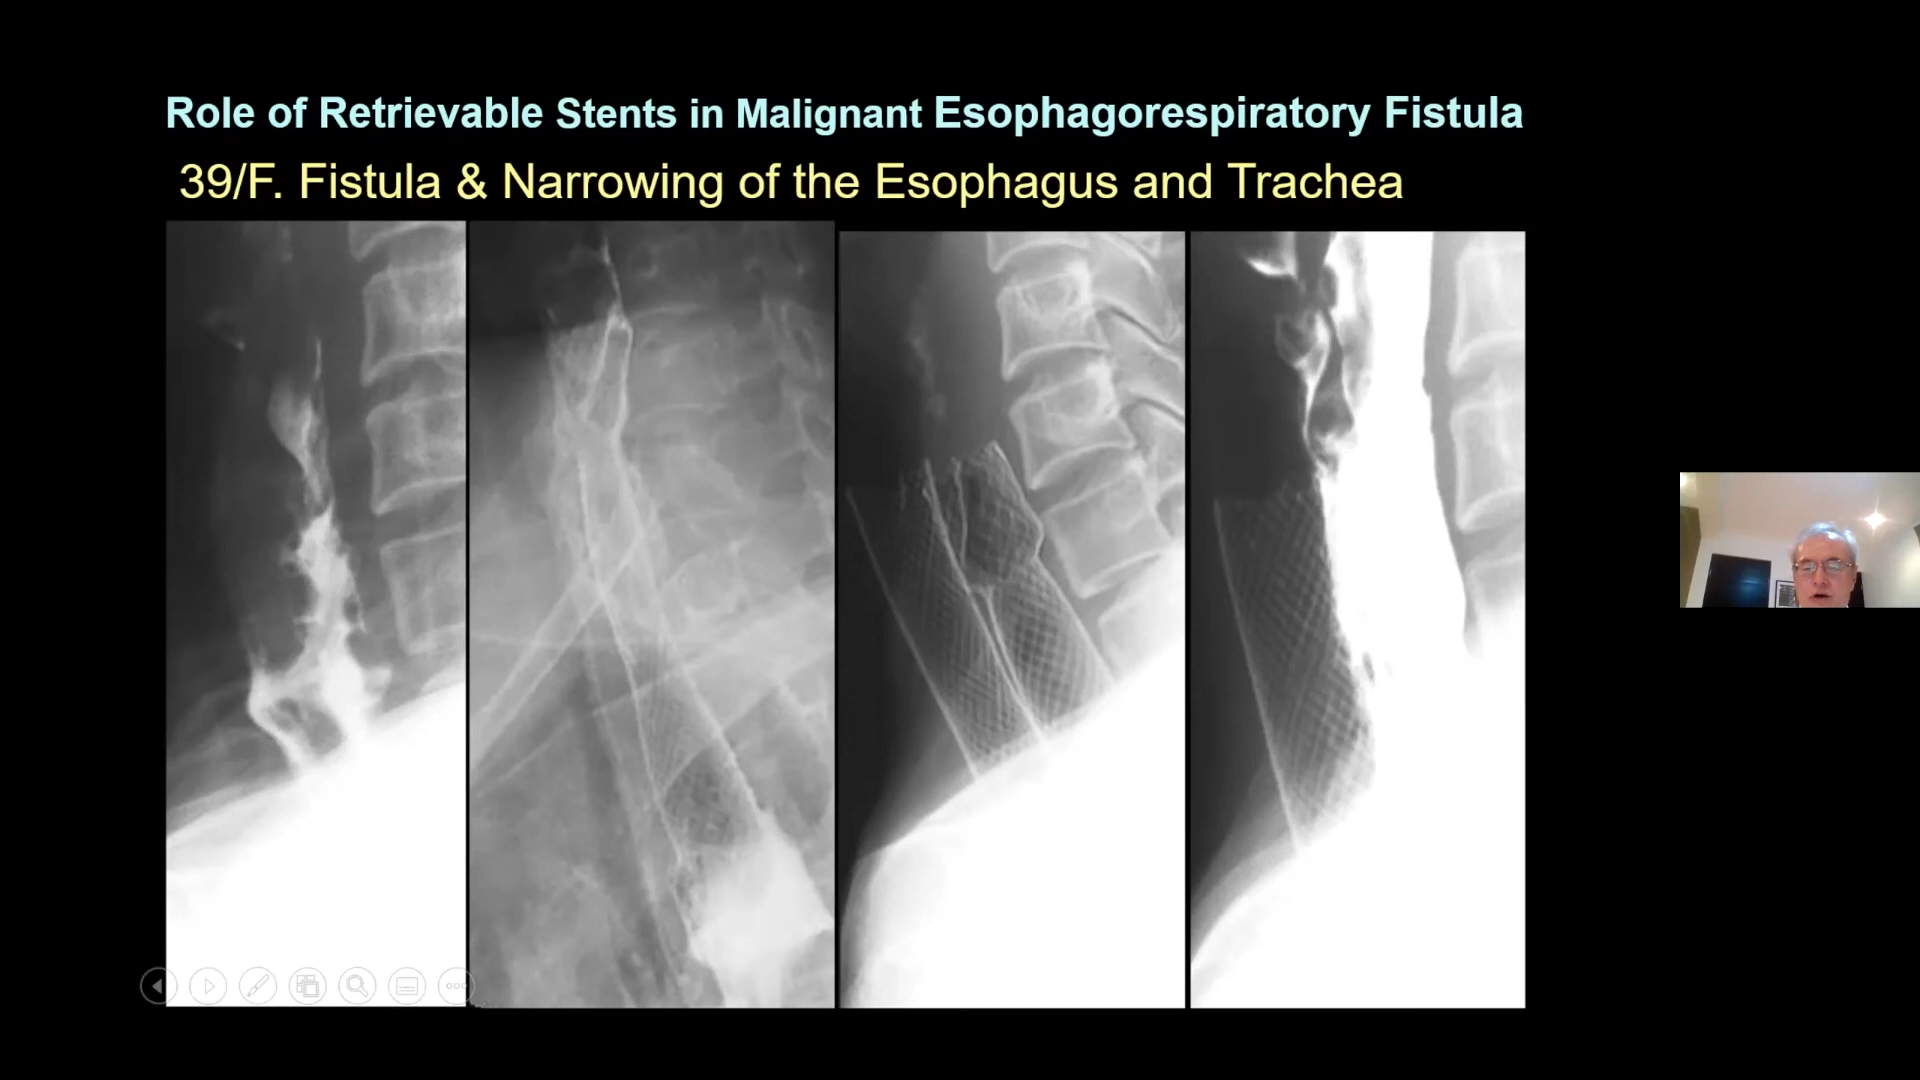 Role of Retrievable Stents in Malignant Esophagorespiratory Fistula
39/F. Fistula & Narrowing of the Esophagus and Trachea